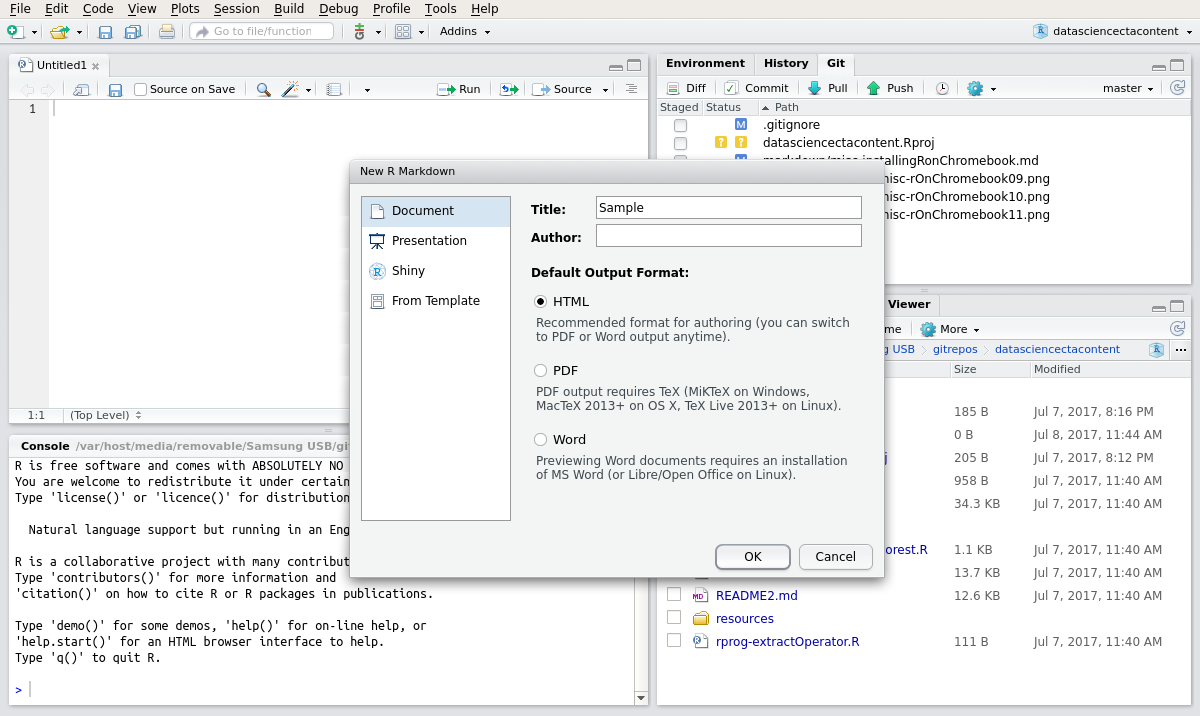 File Edit Code View Plots Session Build Debug Profile Tools Help
Go to file/function Addins datasciencectacontent
Untitled1
Source on Save Run Source
1
1:1 (Top Level)
Console /var/host/media/removable/Samsung USB/gi
R is free software and comes with ABSOLUTELY NO
You are welcome to redistribute it under certain
Type 'license()' or 'licence()' for distribution
Natural language support but running in an Eng
R is a collaborative project with many contribut
Type 'contributors()' for more information and
'citation()' on how to cite R or R packages in publications.
Type 'demo()' for some demos, 'help()' for on-line help, or
'help.start()' for an HTML browser interface to help.
Type 'q()' to quit R.
>
Environment History Git
Diff Commit Pull Push master
Staged Status Path
M .gitignore
? ? datasciencectacontent.Rproj
markdown/misc-installingRonChromebook.md
misc-rOnChromebook09.png
misc-rOnChromebook10.png
misc-rOnChromebook11.png
New R Markdown
Document
Presentation
Shiny
From Template
Title: Sample
Author:
Default Output Format:
HTML
Recommended format for authoring (you can switch
to PDF or Word output anytime).
PDF
PDF output requires TeX (MiKTeX on Windows,
MacTeX 2013+ on OS X, TeX Live 2013+ on Linux).
Word
Previewing Word documents requires an installation
of MS Word (or Libre/Open Office on Linux).
OK Cancel
Viewer
me More
g USB gitrepos datasciencectacontent ...
Size Modified
185 B Jul 7, 2017, 8:16 PM
0 B Jul 8, 2017, 11:44 AM
j 205 B Jul 7, 2017, 8:12 PM
958 B Jul 7, 2017, 11:40 AM
34.3 KB Jul 7, 2017, 11:40 AM
orest.R 1.1 KB Jul 7, 2017, 11:40 AM
13.7 KB Jul 7, 2017, 11:40 AM
MD README2.md 12.6 KB Jul 7, 2017, 11:40 AM
resources
rprog-extractOperator.R 111 B Jul 7, 2017, 11:40 AM